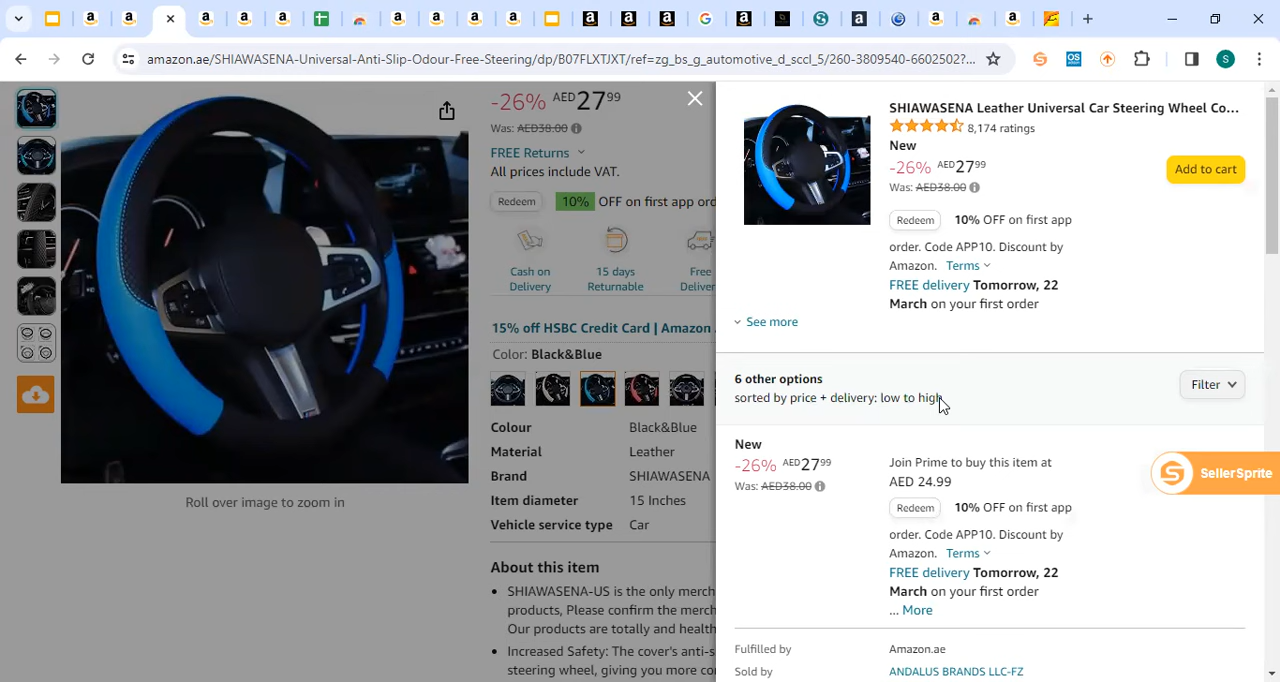 amazon.ae/SHIAWASENA-Universal-Anti-Slip-Odour-Free-Steering/dp/B07FLXTJXT/ref=zg_bs_g_automotive_d_sccl_5/260-3809540-6602502?...
S
-26% AED 27 99
Was: AED38.00
FREE Returns
All prices include VAT.
Redeem 10% OFF on first app ord
Cash on Delivery
15 days Returnable
Free Deliver
15% off HSBC Credit Card | Amazon
Color: Black&Blue
Colour Black&Blue
Material Leather
Brand SHIAWASENA
Item diameter 15 Inches
Vehicle service type Car
About this item
• SHIAWASENA-US is the only merch
products, Please confirm the merch
Our products are totally and health
• Increased Safety: The cover's anti-s
steering wheel, giving you more co
Roll over image to zoom in
SHIAWASENA Leather Universal Car Steering Wheel Co...
8,174 ratings
New
-26% AED 27 99
Was: AED38.00
Add to cart
Redeem 10% OFF on first app
order. Code APP10. Discount by
Amazon. Terms
FREE delivery Tomorrow, 22
March on your first order
See more
6 other options
sorted by price + delivery: low to high
Filter
New
-26% AED 27 99
Was: AED38.00
Join Prime to buy this item at
AED 24.99
Redeem 10% OFF on first app
order. Code APP10. Discount by
Amazon. Terms
FREE delivery Tomorrow, 22
March on your first order
... More
Fulfilled by Amazon.ae
Sold by ANDALUS BRANDS LLC-FZ
SellerSprite